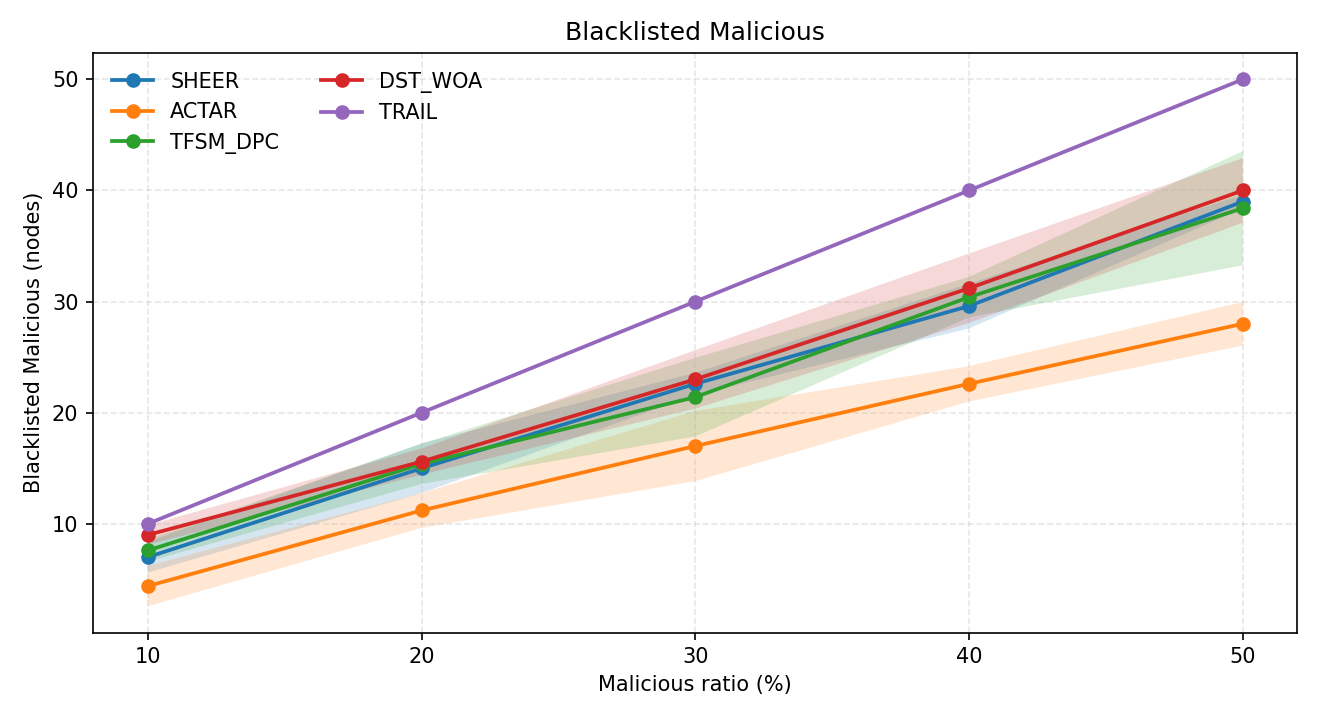 Blacklisted Malicious
SHEER
ACTAR
TFSM_DPC
DST_WOA
TRAIL
Blacklisted Malicious (nodes)
50
40
30
20
10
10 20 30 40 50
Malicious ratio (%)